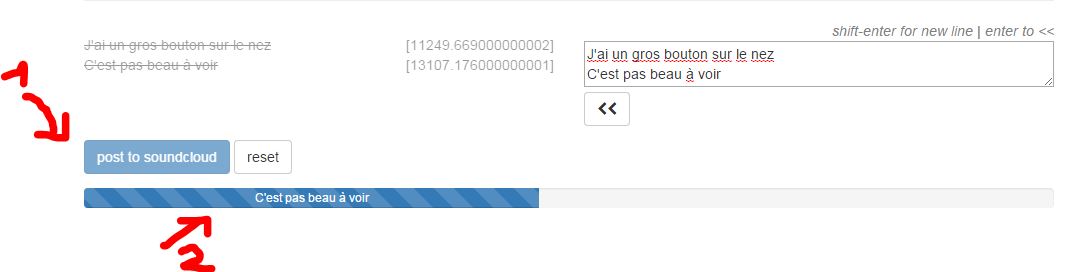 shift-enter for new line | enter to <<
J'ai un gros bouton sur le nez [11249.669000000002]
C'est pas beau à voir [13107.176000000001]
J'ai un gros bouton sur le nez
C'est pas beau à voir
<<
1
post to soundcloud reset
C'est pas beau à voir
2